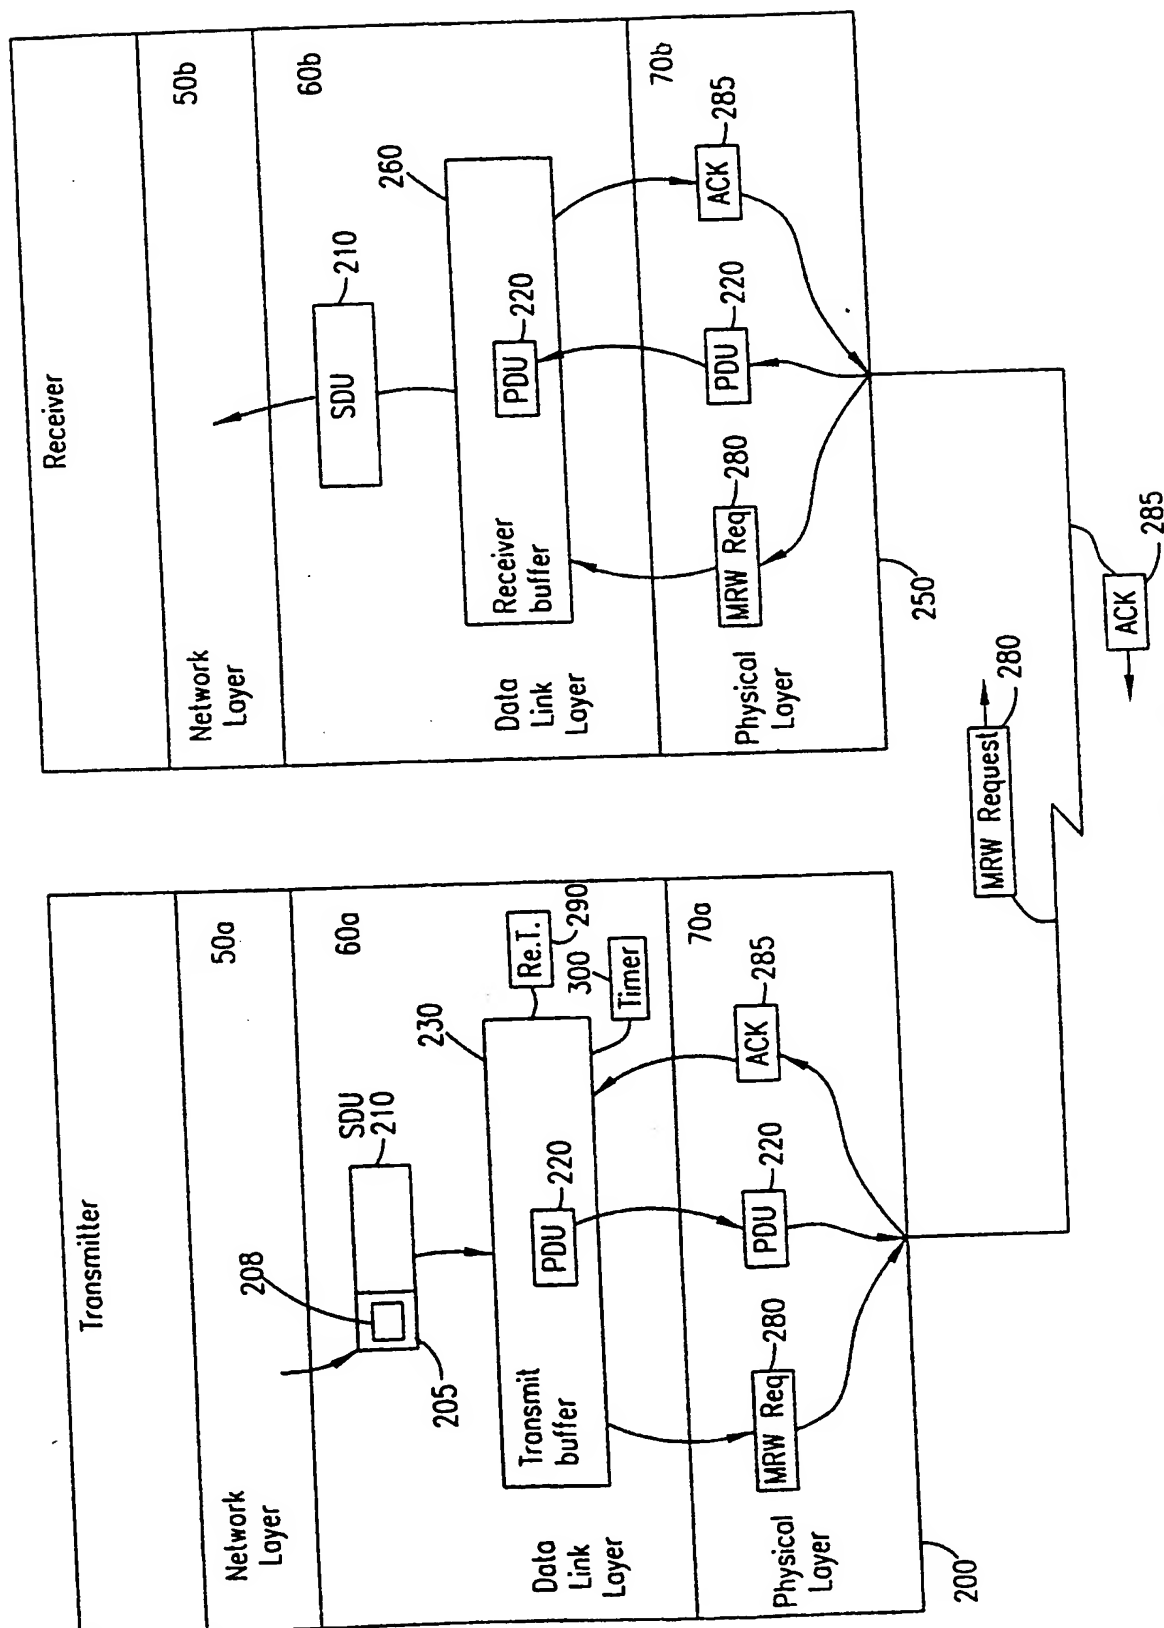 Transmitter
Network
Layer
50a
208
205
SDU
210
60a
230
Transmit
buffer
PDU
220
Re.T.
290
300
Timer
Data
Link
Layer
Physical
Layer
70a
MRW Req
280
PDU
220
ACK
285
200
Receiver
Network
Layer
50b
SDU
210
60b
260
Receiver
buffer
PDU
220
Data
Link
Layer
Physical
Layer
70b
MRW Req
280
PDU
220
ACK
285
250
MRW Request
280
ACK
285